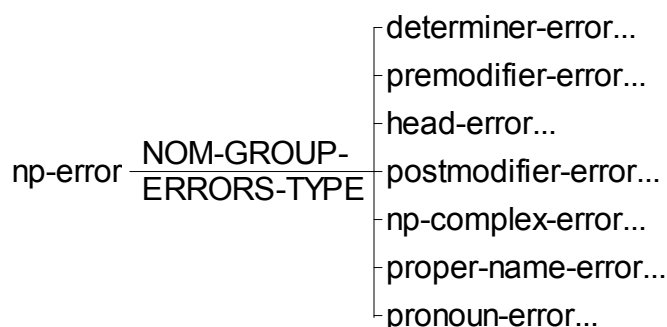 determiner-error...
premodifier-error...
head-error...
np-error NOM-GROUP-
ERRORS-TYPE
postmodifier-error...
np-complex-error...
proper-name-error...
pronoun-error...